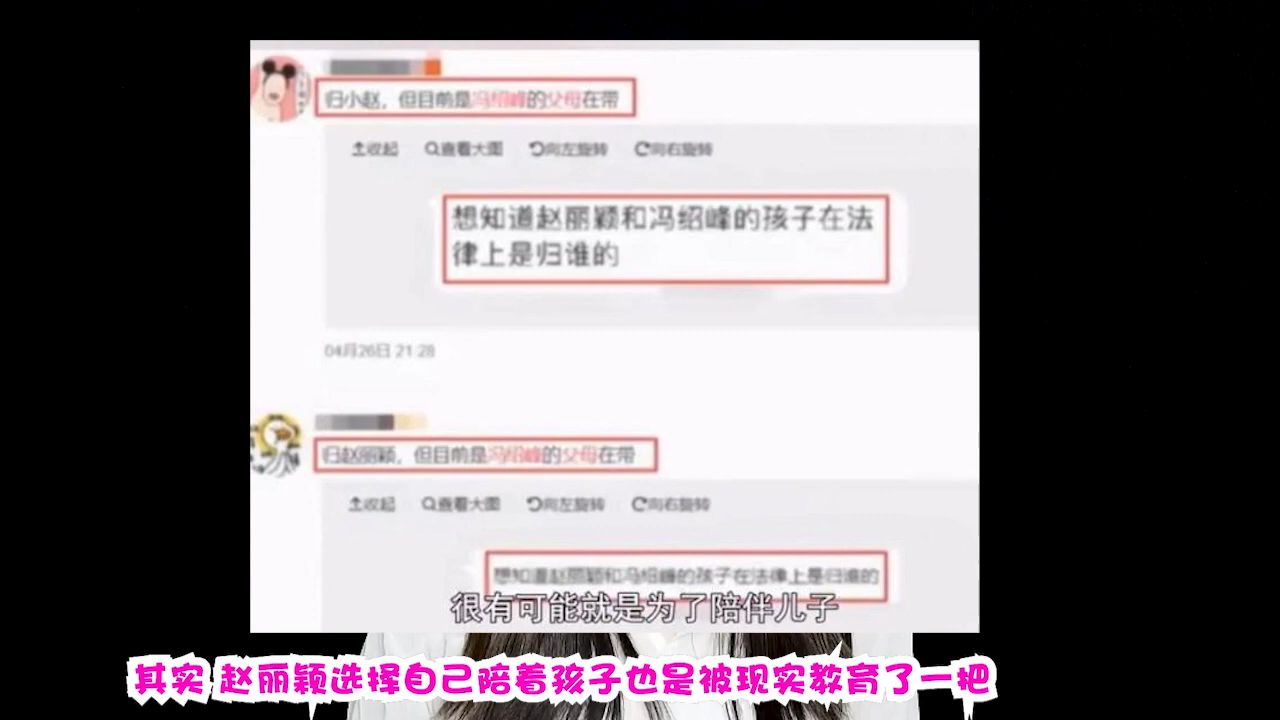 归小赵，但目前是冯绍峰的父母在带
收起 查看大图 向左旋转 向右旋转
想知道赵丽颖和冯绍峰的孩子在法
律上是归谁的
04月26日 21:28
归赵丽颖，但目前是冯绍峰的父母在带
收起 查看大图 向左旋转 向右旋转
想知道赵丽颖和冯绍峰的孩子在法律上是归谁的
很有可能就是为了陪伴儿子
其实 赵丽颖选择自己陪着孩子也是被现实教育了一把